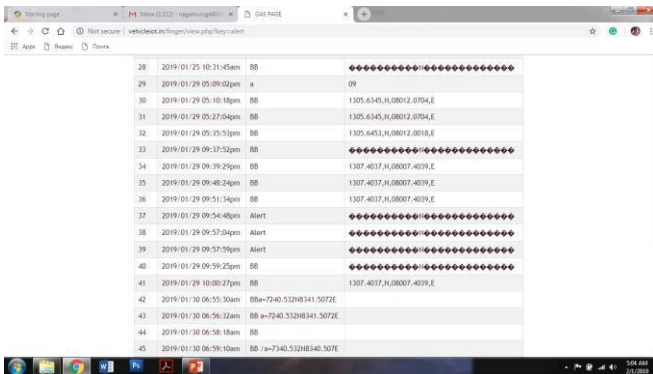 Starting page
GAS PAGE
Not secure | vehicleiot.in/finger/view.php?key=alert
Apps Яндекс Почта
28 2019/01/25 10:31:45am BB ������������N���������������
29 2019/01/29 05:09:02pm a 09
30 2019/01/29 05:10:18pm BB 1305.6345,N,08012.0704,E
31 2019/01/29 05:27:04pm BB 1305.6345,N,08012.0704,E
32 2019/01/29 05:35:53pm BB 1305.6453,N,08012.0018,E
33 2019/01/29 09:37:52pm BB ������������N���������������
34 2019/01/29 09:39:29pm BB 1307.4037,N,08007.4039,E
35 2019/01/29 09:48:24pm BB 1307.4037,N,08007.4039,E
36 2019/01/29 09:51:34pm BB 1307.4037,N,08007.4039,E
37 2019/01/29 09:54:48pm Alert ������������N���������������
38 2019/01/29 09:57:04pm Alert ������������N���������������
39 2019/01/29 09:57:59pm Alert ������������N���������������
40 2019/01/29 09:59:25pm BB ������������N���������������
41 2019/01/29 10:00:27pm BB 1307.4037,N,08007.4039,E
42 2019/01/30 06:55:30am BBa=7240.532N8341.5072E
43 2019/01/30 06:56:32am BB a=7240.532N8341.5072E
44 2019/01/30 06:58:18am BB
45 2019/01/30 06:59:10am BB /a=7340.532H8340.507E
5:04 AM
2/1/2019